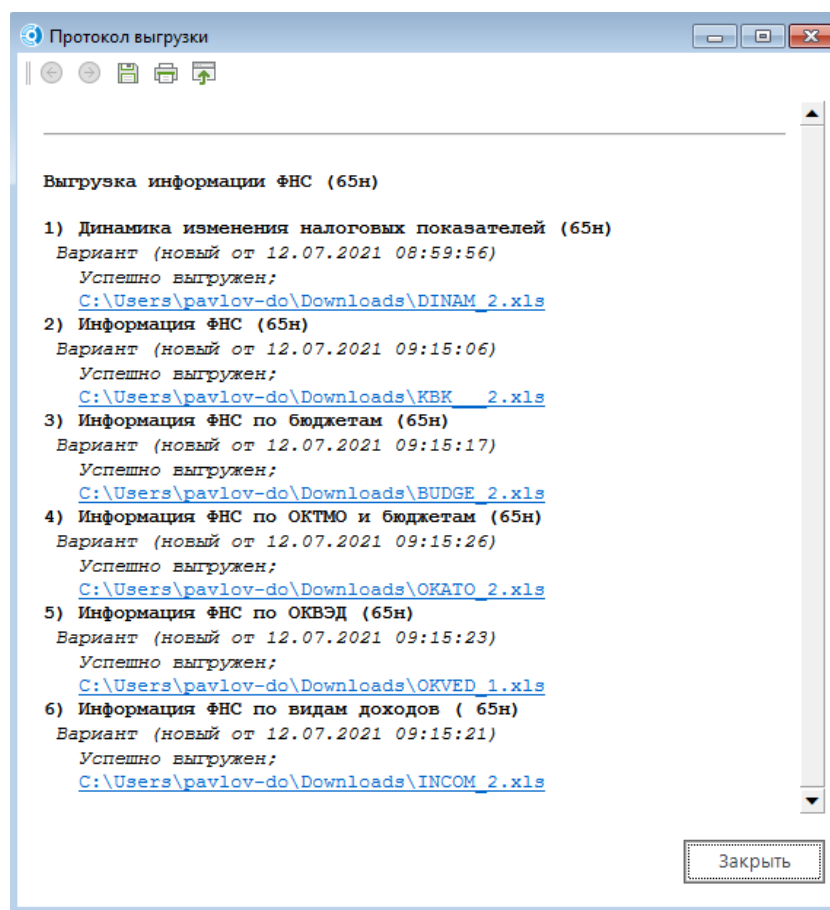 Протокол выгрузки
Выгрузка информации ФНС (65н)
1) Динамика изменения налоговых показателей (65н)
Вариант (новый от 12.07.2021 08:59:56)
Успешно выгружен;
C:\Users\pavlov-do\Downloads\DINAM_2.xls
2) Информация ФНС (65н)
Вариант (новый от 12.07.2021 09:15:06)
Успешно выгружен;
C:\Users\pavlov-do\Downloads\KBK___2.xls
3) Информация ФНС по бюджетам (65н)
Вариант (новый от 12.07.2021 09:15:17)
Успешно выгружен;
C:\Users\pavlov-do\Downloads\BUDGE_2.xls
4) Информация ФНС по ОКТМО и бюджетам (65н)
Вариант (новый от 12.07.2021 09:15:26)
Успешно выгружен;
C:\Users\pavlov-do\Downloads\OKATO_2.xls
5) Информация ФНС по ОКВЭД (65н)
Вариант (новый от 12.07.2021 09:15:23)
Успешно выгружен;
C:\Users\pavlov-do\Downloads\OKVED_1.xls
6) Информация ФНС по видам доходов ( 65н)
Вариант (новый от 12.07.2021 09:15:21)
Успешно выгружен;
C:\Users\pavlov-do\Downloads\INCOM_2.xls
Закрыть